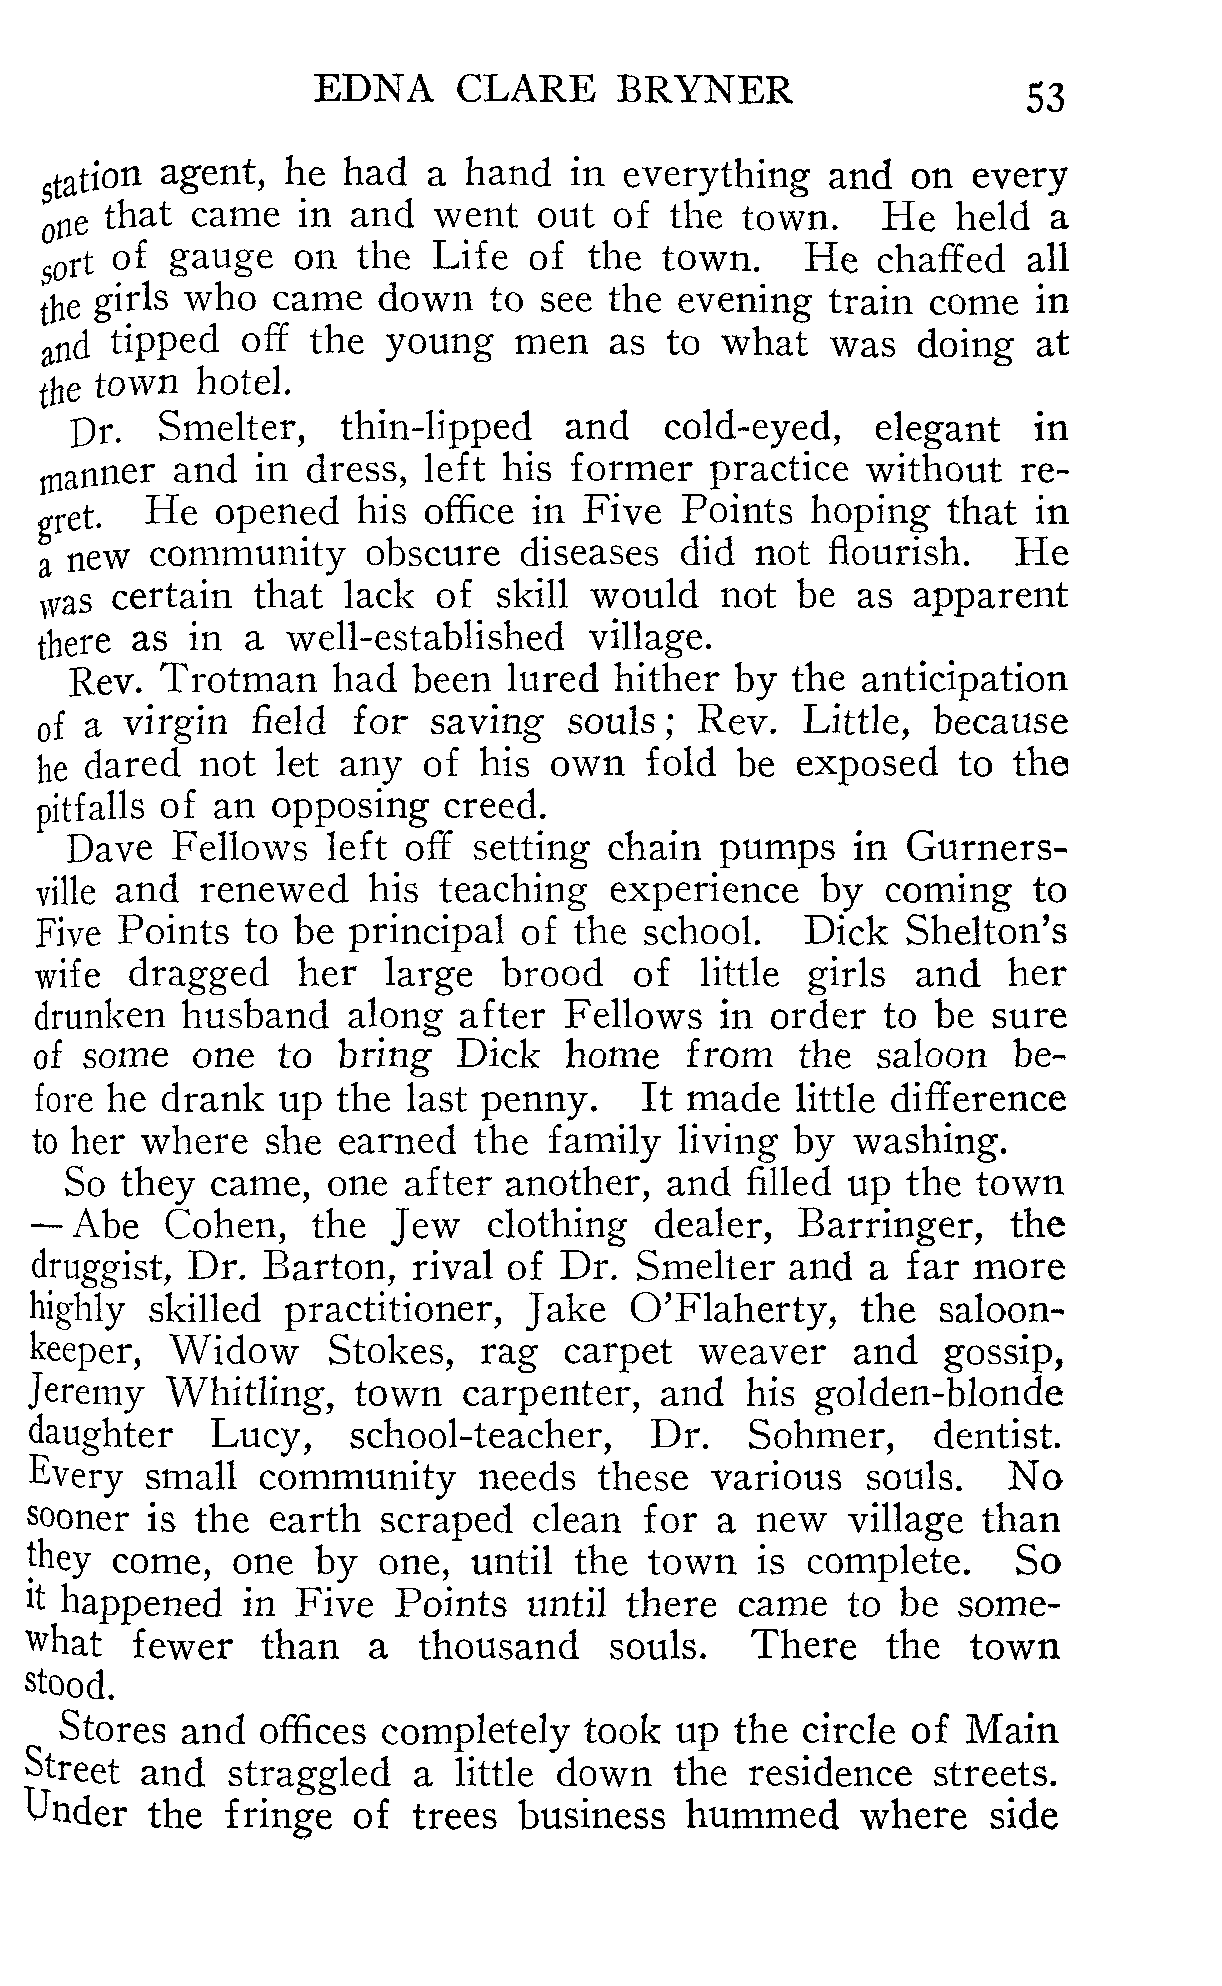 EDNA CLARE BRYNER 53
station agent, he had a hand in everything and on every
one that came in and went out of the town. He held a
sort of gauge on the Life of the town. He chaffed all
the girls who came down to see the evening train come in
and tipped off the young men as to what was doing at
the town hotel.
Dr. Smelter, thin-lipped and cold-eyed, elegant in
manner and in dress, left his former practice without re-
gret. He opened his office in Five Points hoping that in
a new community obscure diseases did not flourish. He
was certain that lack of skill would not be as apparent
there as in a well-established village.
Rev. Trotman had been lured hither by the anticipation
of a virgin field for saving souls; Rev. Little, because
he dared not let any of his own fold be exposed to the
pitfalls of an opposing creed.
Dave Fellows left off setting chain pumps in Gurners-
ville and renewed his teaching experience by coming to
Five Points to be principal of the school. Dick Shelton's
wife dragged her large brood of little girls and her
drunken husband along after Fellows in order to be sure
of some one to bring Dick home from the saloon be-
fore he drank up the last penny. It made little difference
to her where she earned the family living by washing.
So they came, one after another, and filled up the town
— Abe Cohen, the Jew clothing dealer, Barringer, the
druggist, Dr. Barton, rival of Dr. Smelter and a far more
highly skilled practitioner, Jake O'Flaherty, the saloon-
keeper, Widow Stokes, rag carpet weaver and gossip,
Jeremy Whitling, town carpenter, and his golden-blonde
daughter Lucy, school-teacher, Dr. Sohmer, dentist.
Every small community needs these various souls. No
sooner is the earth scraped clean for a new village than
they come, one by one, until the town is complete. So
it happened in Five Points until there came to be some-
what fewer than a thousand souls. There the town
stood.
Stores and offices completely took up the circle of Main
Street and straggled a little down the residence streets.
Under the fringe of trees business hummed where side